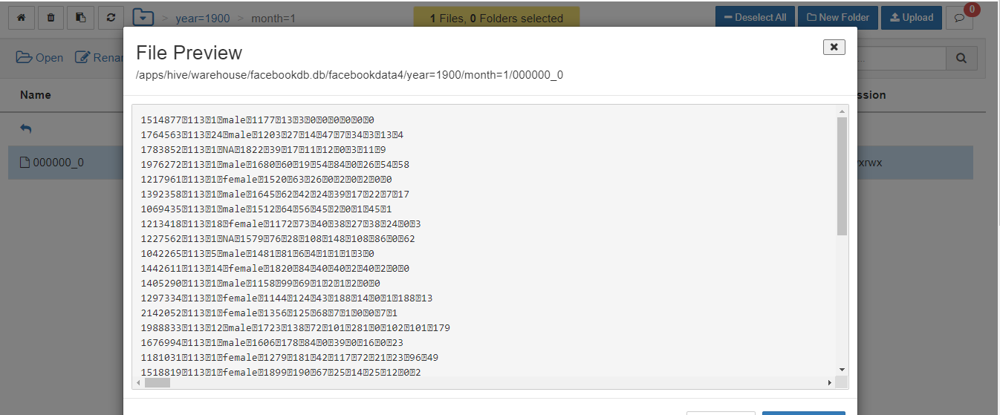 year=1900 > month=1
1 Files, 0 Folders selected
Deselect All
New Folder
Upload
0
Open
Renar
Name
ssion
000000_0
xrwx
File Preview
/apps/hive/warehouse/facebookdb.db/facebookdata4/year=1900/month=1/000000_0
1514877�113�1�male�1177�13�3�0�0�0�0�0�0
1764563�113�24�male�1203�27�14�47�7�34�3�13�4
1783852�113�1�NA�1822�39�17�11�12�0�3�11�9
1976272�113�1�male�1680�60�19�54�84�0�26�54�58
1217961�113�1�female�1520�63�26�0�2�0�2�0�0
1392358�113�1�male�1645�62�42�24�39�17�22�7�17
1069435�113�1�male�1512�64�56�45�2�0�1�45�1
1213418�113�18�female�1172�73�40�38�27�38�24�0�3
1227562�113�1�NA�1579�76�28�108�148�108�86�0�62
1042265�113�5�male�1481�81�6�4�1�1�1�3�0
1442611�113�14�female�1820�84�40�40�2�40�2�0�0
1405290�113�1�male�1158�99�69�1�2�1�2�0�0
1297334�113�1�female�1144�124�43�188�14�0�1�188�13
2142052�113�1�female�1356�125�68�7�1�0�0�7�1
1988833�113�12�male�1723�138�72�101�281�0�102�101�179
1676994�113�1�male�1606�178�84�0�39�0�16�0�23
1181031�113�1�female�1279�181�42�117�72�21�23�96�49
1518819�113�1�female�1899�190�67�25�14�25�12�0�2